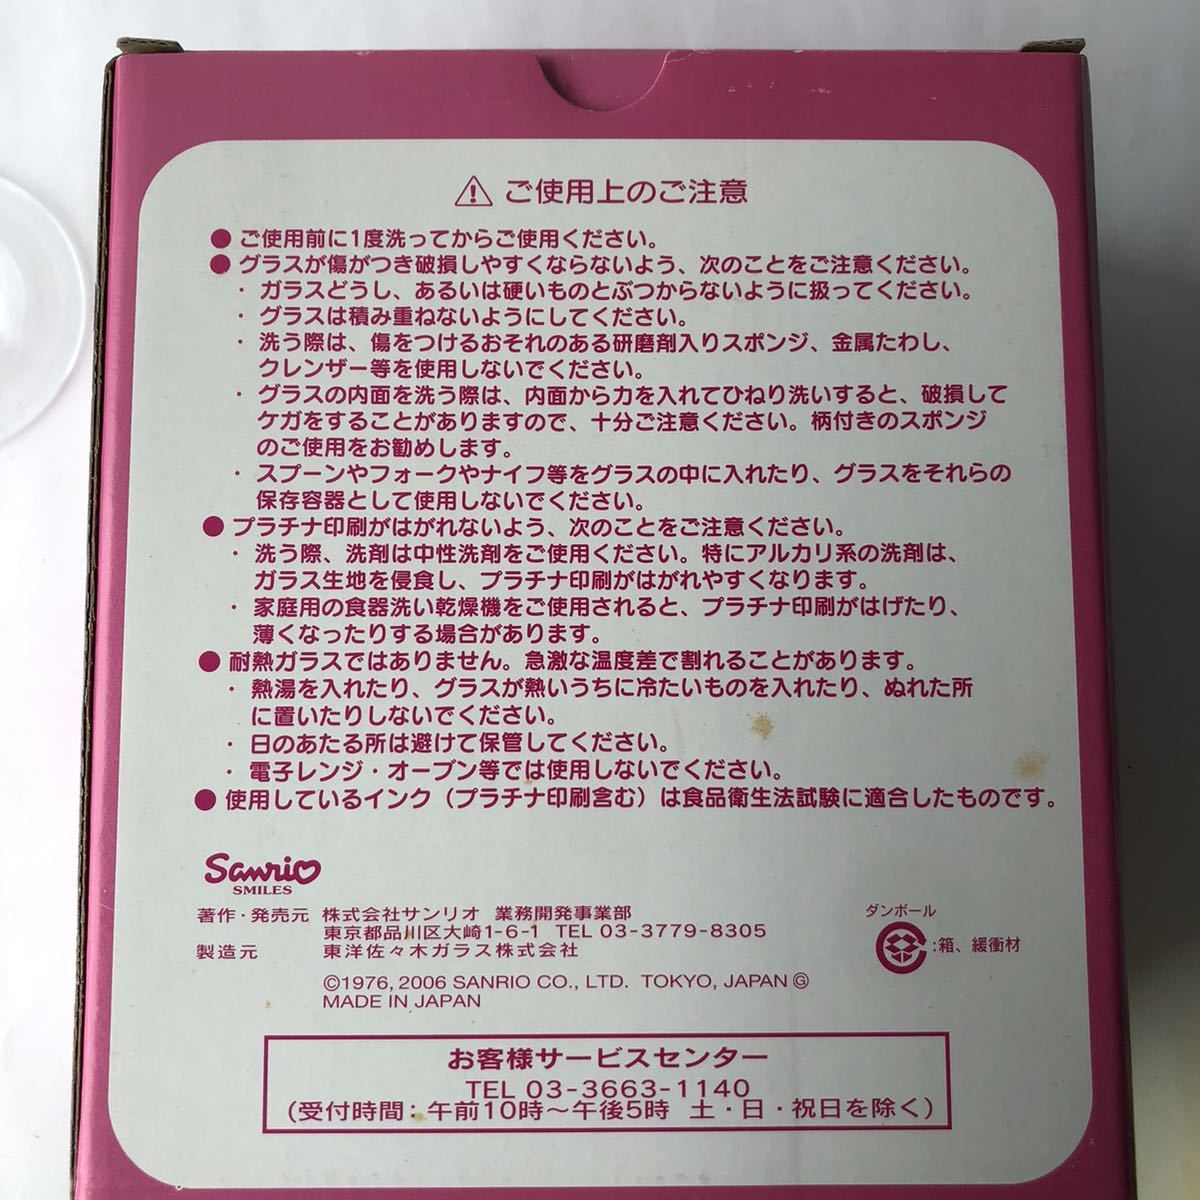 ⚠ ご使用上のご注意
● ご使用前に1度洗ってからご使用ください。
● グラスが傷がつき破損しやすくならないよう、次のことをご注意ください。
・ ガラスどうし、あるいは硬いものとぶつからないように扱ってください。
・ グラスは積み重ねないようにしてください。
・ 洗う際は、傷をつけるおそれのある研磨剤入りスポンジ、金属たわし、
クレンザー等を使用しないでください。
・ グラスの内面を洗う際は、内面から力を入れてひねり洗いすると、破損して
ケガをすることがありますので、十分ご注意ください。柄付きのスポンジ
のご使用をお勧めします。
・ スプーンやフォークやナイフ等をグラスの中に入れたり、グラスをそれらの
保存容器として使用しないでください。
● プラチナ印刷がはがれないよう、次のことをご注意ください。
・ 洗う際、洗剤は中性洗剤をご使用ください。特にアルカリ系の洗剤は、
ガラス生地を侵食し、プラチナ印刷がはがれやすくなります。
・ 家庭用の食器洗い乾燥機をご使用されると、プラチナ印刷がはげたり、
薄くなったりする場合があります。
● 耐熱ガラスではありません。急激な温度差で割れることがあります。
・ 熱湯を入れたり、グラスが熱いうちに冷たいものを入れたり、ぬれた所
に置いたりしないでください。
・ 日のあたる所は避けて保管してください。
・ 電子レンジ・オーブン等では使用しないでください。
● 使用しているインク（プラチナ印刷含む）は食品衛生法試験に適合したものです。
Sanrio
SMILES
著作・発売元 株式会社サンリオ 業務開発事業部
東京都品川区大崎1-6-1 TEL 03-3779-8305
製造元 東洋佐々木ガラス株式会社
©1976, 2006 SANRIO CO., LTD. TOKYO, JAPAN Ⓖ
MADE IN JAPAN
ダンボール
:箱、緩衝材
お客様サービスセンター
TEL 03-3663-1140
（受付時間：午前10時～午後5時 土・日・祝日を除く）